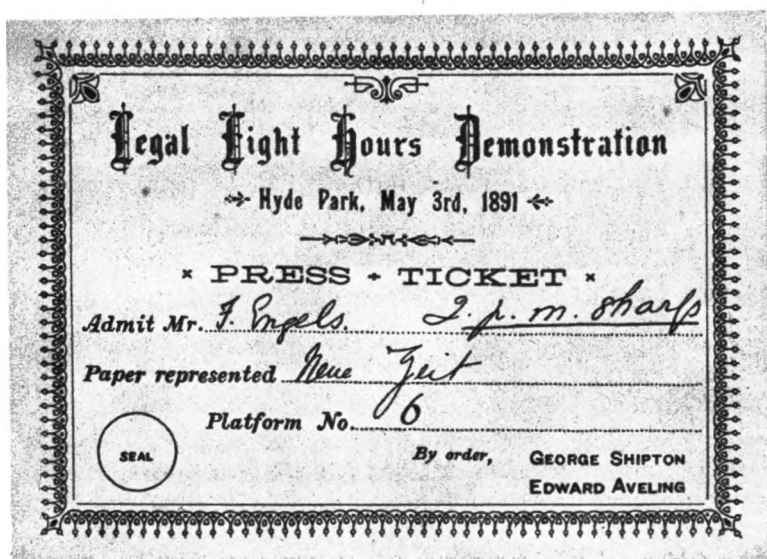 Legal Eight Hours Demonstration
Hyde Park, May 3rd, 1891
PRESS + TICKET
Admit Mr. F. Engels. 2. p. m. sharp
Paper represented Neue Zeit
Platform No. 6
SEAL
By order, GEORGE SHIPTON
EDWARD AVELING